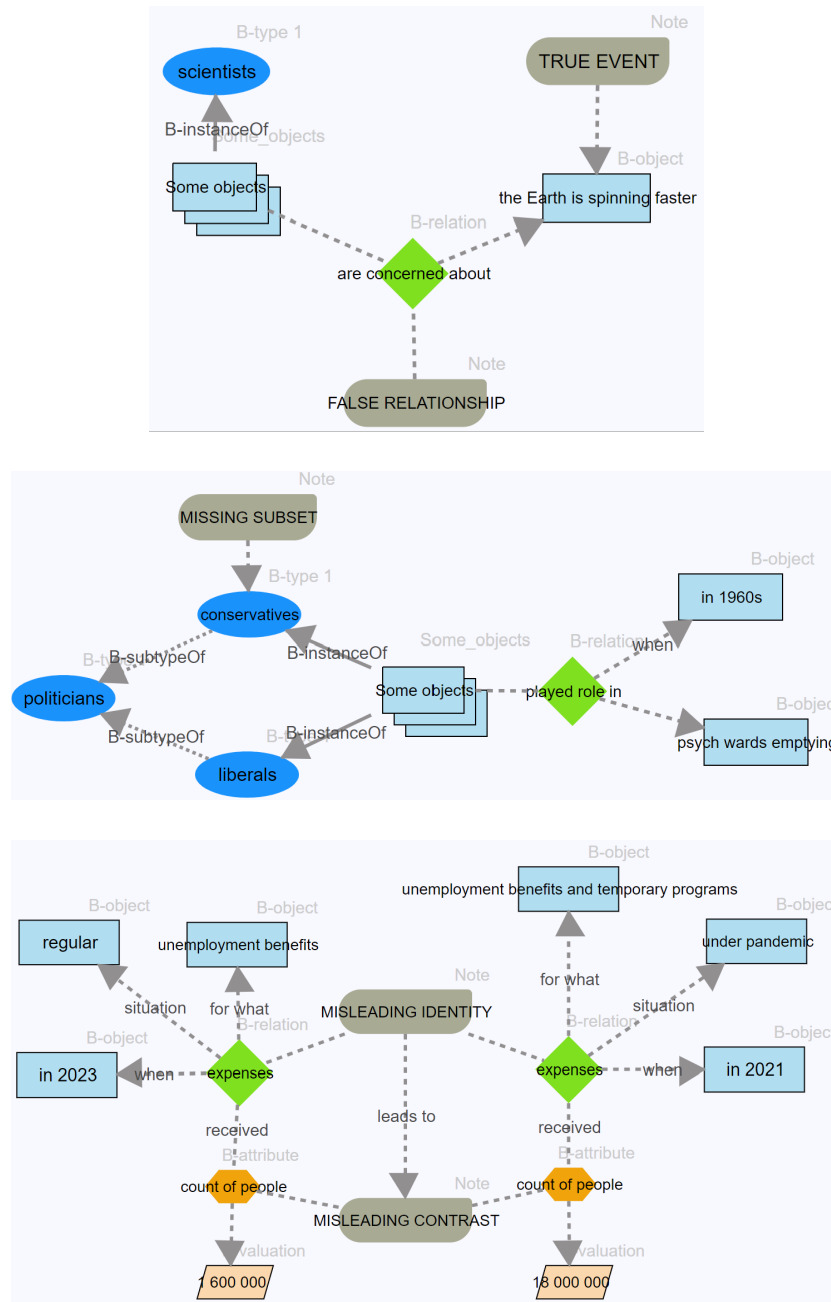 B-type 1
Note
scientists
TRUE EVENT
B-instanceOf
Some_objects
B-object
Some objects
the Earth is spinning faster
B-relation
are concerned about
Note
FALSE RELATIONSHIP
Note
MISSING SUBSET
B-type 1
B-object
conservatives
in 1960s
B-subtypeOf
B-instanceOf
Some_objects
B-relation
when
politicians
Some objects
played role in
B-object
B-subtypeOf
B-instanceOf
psych wards emptying
liberals
B-object
unemployment benefits and temporary programs
B-object
B-object
B-object
regular
unemployment benefits
under pandemic
Note
situation
for what
MISLEADING IDENTITY
for what
situation
B-relation
B-relation
B-object
B-object
in 2023
when
expenses
expenses
when
in 2021
received
leads to
received
B-attribute
B-attribute
count of people
Note
count of people
MISLEADING CONTRAST
valuation
valuation
1 600 000
18 000 000